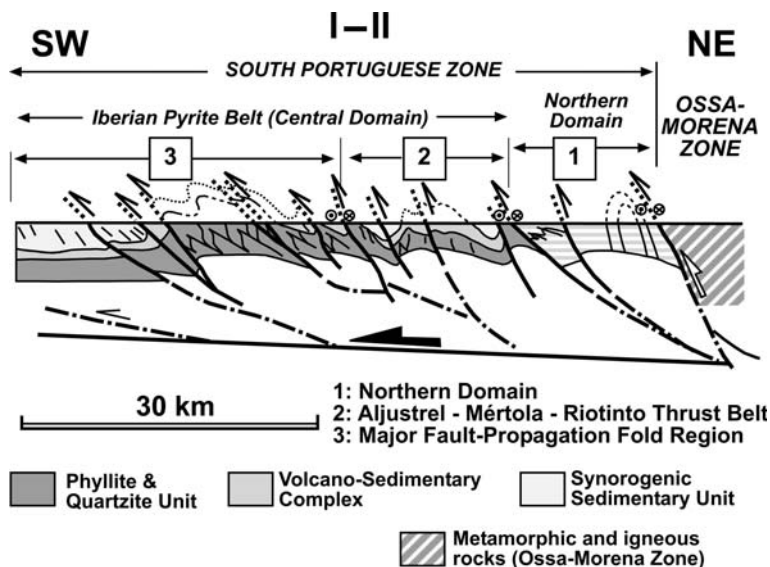 I–II
SW
NE
SOUTH PORTUGUESE ZONE
Iberian Pyrite Belt (Central Domain)
Northern
Domain
OSSA-
MORENA
ZONE
3
2
1
30 km
1: Northern Domain
2: Aljustrel - Mértola - Riotinto Thrust Belt
3: Major Fault-Propagation Fold Region
Phyllite &
Quartzite Unit
Volcano-Sedimentary
Complex
Synorogenic
Sedimentary Unit
Metamorphic and igneous
rocks (Ossa-Morena Zone)